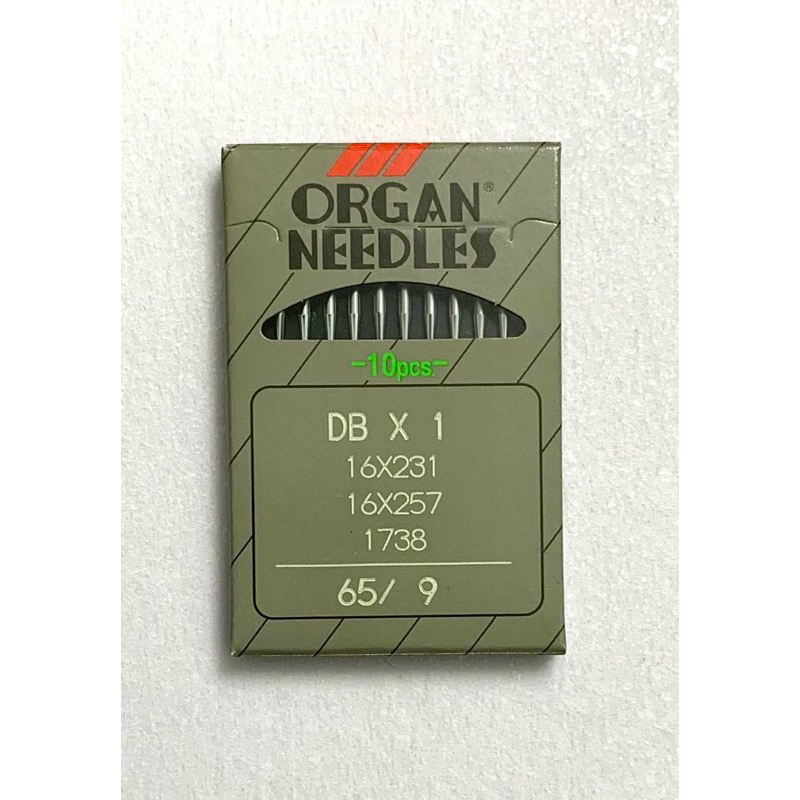 ORGAN®
NEEDLES
-10pcs.-
DB X 1
16X231
16X257
1738
65/ 9